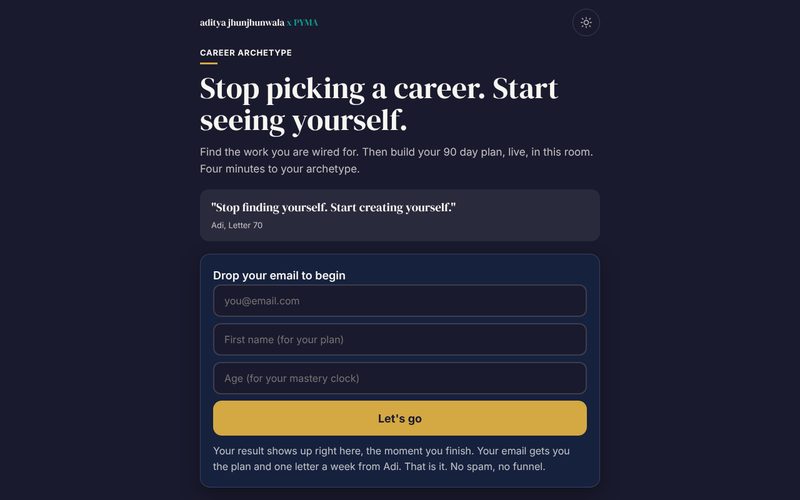 aditya jhunjhunwala x PYMA
CAREER ARCHETYPE
Stop picking a career. Start
seeing yourself.
Find the work you are wired for. Then build your 90 day plan, live, in this room.
Four minutes to your archetype.
"Stop finding yourself. Start creating yourself."
Adi, Letter 70
Drop your email to begin
you@email.com
First name (for your plan)
Age (for your mastery clock)
Let's go
Your result shows up right here, the moment you finish. Your email gets you
the plan and one letter a week from Adi. That is it. No spam, no funnel.